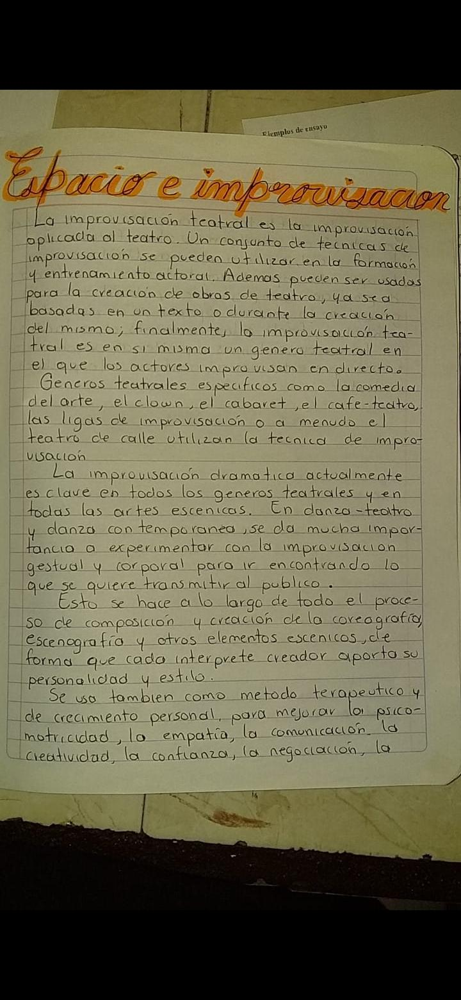 Ejemplos de ensayo
Espacio e improvisacion
La improvisación teatral es la improvisación
aplicada al teatro. Un conjunto de tecnicas de
improvisación se pueden utilizar en la formacion
y entrenamiento actoral. Ademas pueden ser usadas
para la creación de obras de teatro, ya sea
basadas en un texto o durante la creación
del mismo; finalmente, la improvisación tea-
tral es en si misma un genero teatral en
el que los actores improvisan en directo.
Generos teatrales especificos como la comedia
del arte, el clown, el cabaret, el cafe-teatro,
las ligas de improvisación o a menudo el
teatro de calle utilizan la tecnica de impro-
visación
La improvisación dramatica actualmente
es clave en todos los generos teatrales y en
todas las artes escenicas. En danza-teatro
y danza contemporanea, se da mucha impor-
tancia a experimentar con la improvisacion
gestual y corporal para ir encontrando lo
que se quiere transmitir al publico.
Esto se hace a lo largo de todo el proce-
so de composición y creación de la coreografía,
escenografía y otros elementos escenicos, de
forma que cada interprete creador aporta su
personalidad y estilo.
Se usa tambien como metodo terapeutico y
de crecimiento personal, para mejorar la psico-
motricidad, la empatía, la comunicación, la
creatividad, la confianza, la negociación, la